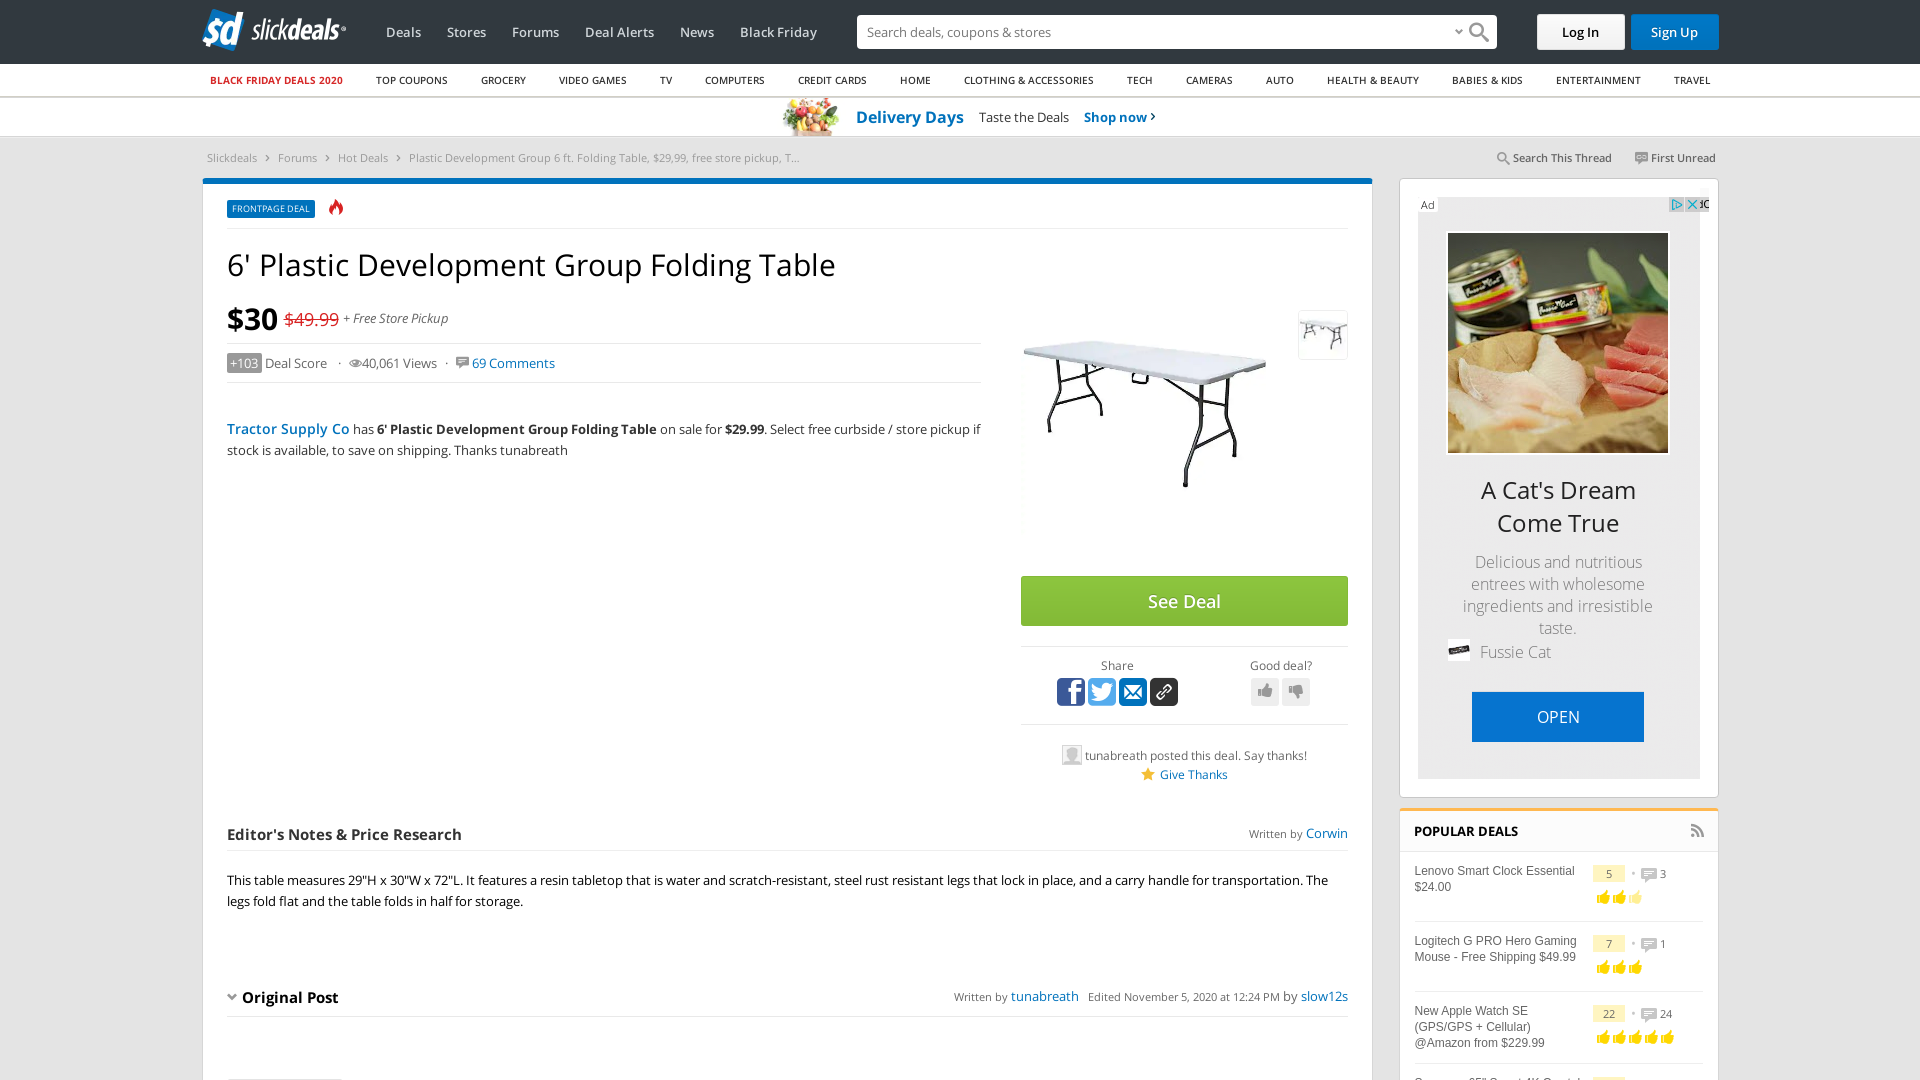 slickdeals
Deals Stores Forums Deal Alerts News Black Friday
Search deals, coupons & shopping
Log In
Sign Up
BLACK FRIDAY DEALS 2020 TOP COUPONS GROCERY VIDEO GAMES TV COMPUTERS CREDIT CARDS HOME CLOTHING & ACCESSORIES TECH CAMERAS AUTO HEALTH & BEAUTY BABIES & KIDS ENTERTAINMENT TRAVEL
Delivery Days Taste the Deals Shop now ›
Slickdeals › Forums › Hot Deals › Plastic Development Group 6 ft. Folding Table, $29,99, free store pickup, T...
Search This Thread First Unread
FRONTPAGE DEAL
6' Plastic Development Group Folding Table
$30 $49.99 + Free Store Pickup
+103 Deal Score · 40,061 Views · 69 Comments
Tractor Supply Co has 6' Plastic Development Group Folding Table on sale for $29.99. Select free curbside / store pickup if
stock is available, to save on shipping. Thanks tunabreath
See Deal
Share
Good deal?
tunabreath posted this deal. Say thanks!
Give Thanks
Editor's Notes & Price Research
Written by Corwin
This table measures 29"H x 30"W x 72"L. It features a resin tabletop that is water and scratch-resistant, steel rust resistant legs that lock in place, and a carry handle for transportation. The
legs fold flat and the table folds in half for storage.
Original Post
Written by tunabreath Edited November 5, 2020 at 12:24 PM by slow12s
Ad
Fussie Cat
A Cat's Dream
Come True
Delicious and nutritious
entrees with wholesome
ingredients and irresistible
taste.
Fussie Cat
OPEN
POPULAR DEALS
Lenovo Smart Clock Essential
$24.00
5 • 3
Logitech G PRO Hero Gaming
Mouse - Free Shipping $49.99
7 • 1
New Apple Watch SE
(GPS/GPS + Cellular)
@Amazon from $229.99
22 • 24